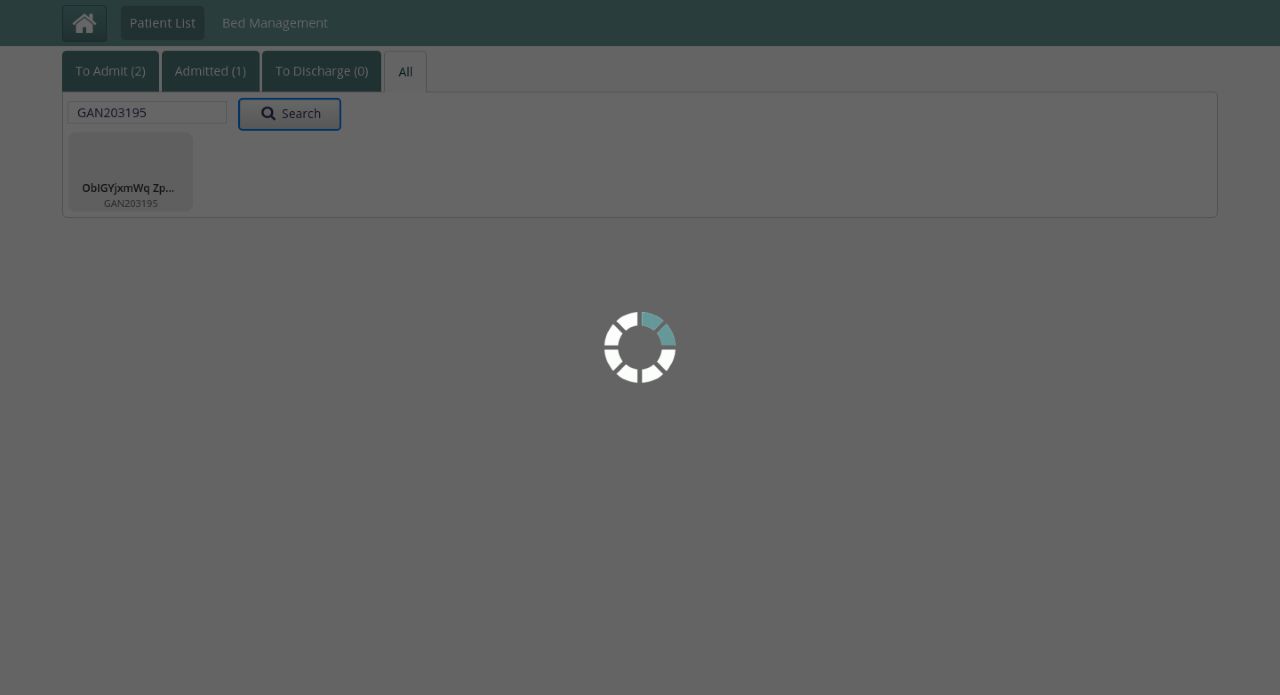 Patient List
Bed Management
To Admit (2)
Admitted (1)
To Discharge (0)
All
GAN203195
Search
ObIGYjxmWq Zp...
GAN203195